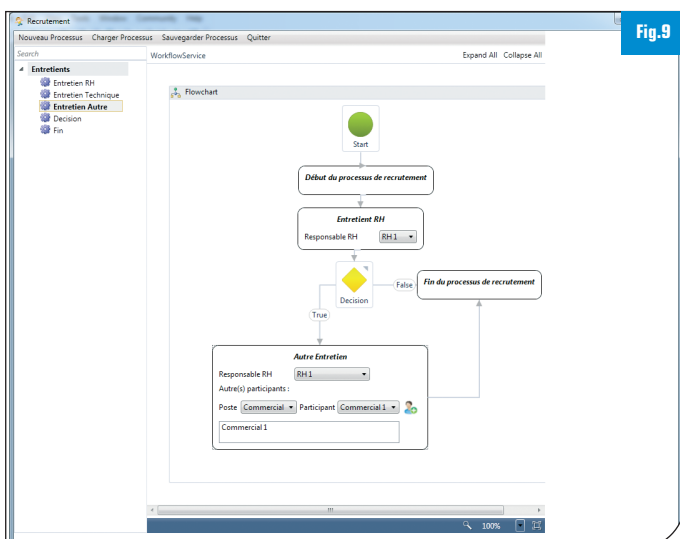 Fig.9
Recrutement
Nouveau Processus Charger Processus Sauvegarder Processus Quitter
Search
WorkflowService
Expand All Collapse All
Entretients
Entretien RH
Entretien Technique
Entretien Autre
Decision
Fin
Flowchart
Start
Début du processus de recrutement
Entretient RH
Responsable RH RH 1
Decision
False
Fin du processus de recrutement
True
Autre Entretien
Responsable RH RH 1
Autre(s) participants :
Poste Commercial Participant Commercial 1
Commercial 1
100%